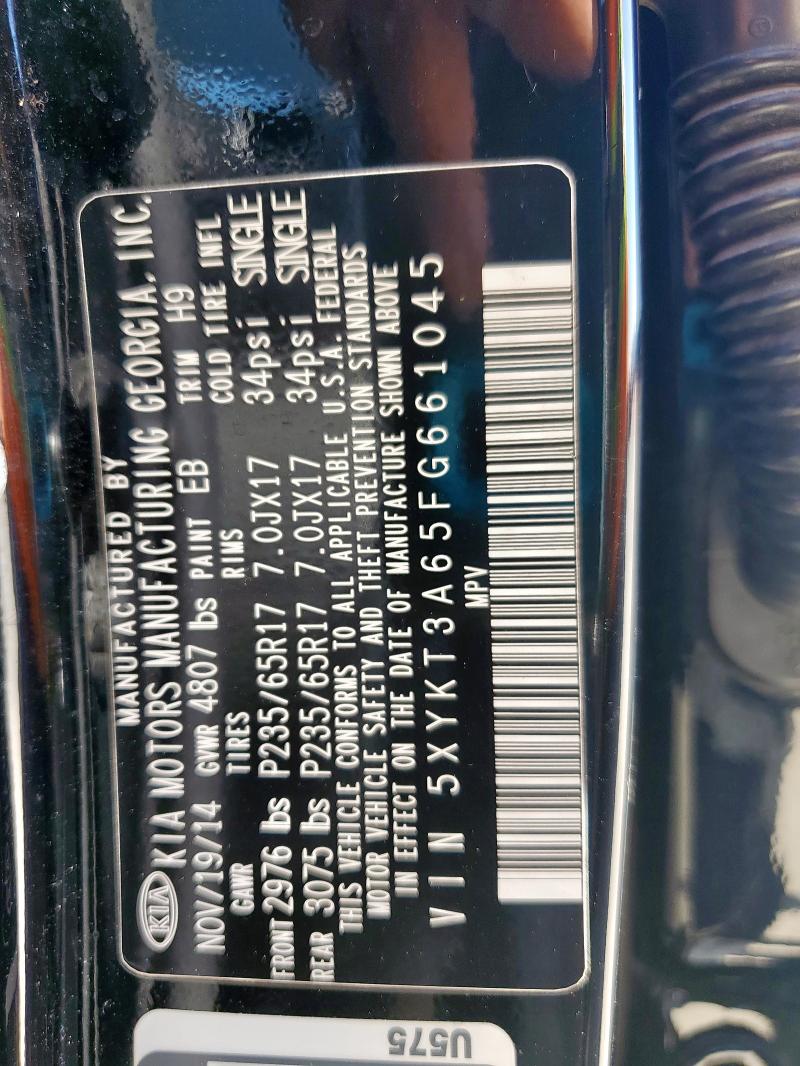 MANUFACTURED BY
KIA KIA MOTORS MANUFACTURING GEORGIA, INC.
NOV/19/14 GVWR 4807 lbs PAINT EB TRIM H9
GAWR TIRES RIMS COLD TIRE INFL
FRONT 2976 lbs P235/65R17 7.0JX17 34psi SINGLE
REAR 3075 lbs P235/65R17 7.0JX17 34psi SINGLE
THIS VEHICLE CONFORMS TO ALL APPLICABLE U.S.A. FEDERAL
MOTOR VEHICLE SAFETY AND THEFT PREVENTION STANDARDS
IN EFFECT ON THE DATE OF MANUFACTURE SHOWN ABOVE
VIN 5XYKT3A65FG661045
MPV
U575